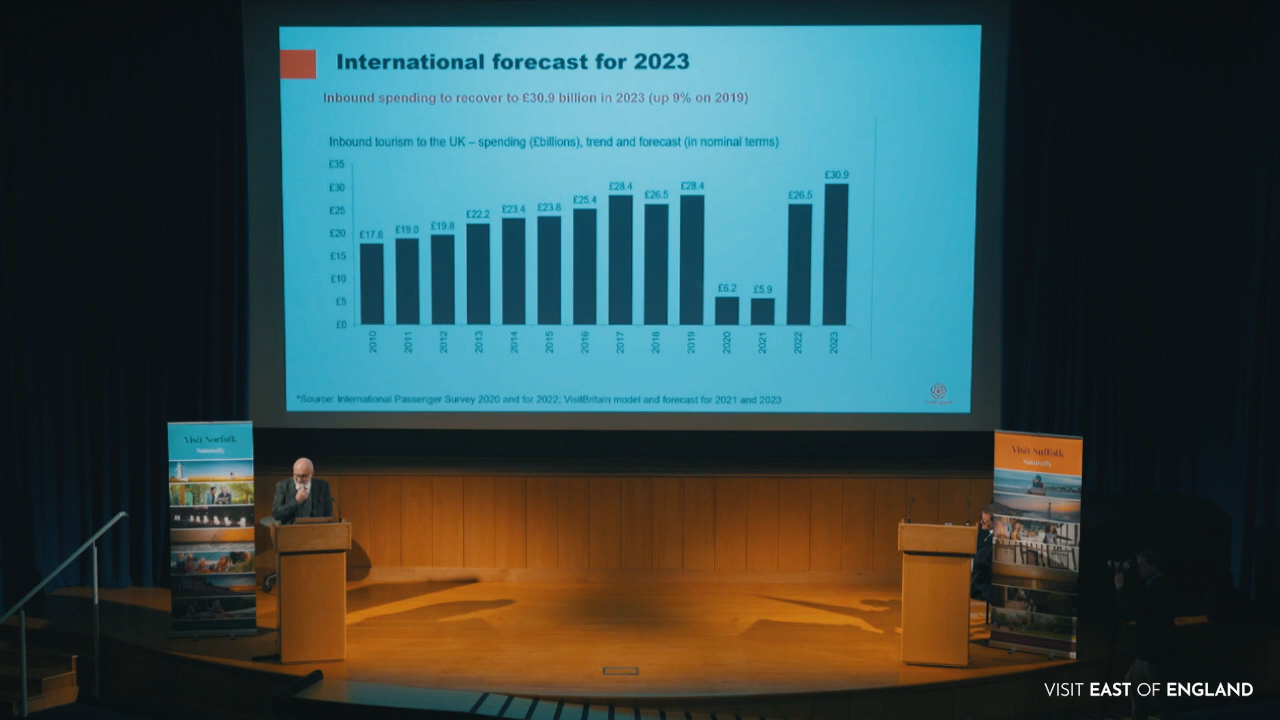 International forecast for 2023
Inbound spending to recover to £30.9 billion in 2023 (up 9% on 2019)
Inbound tourism to the UK – spending (£billions), trend and forecast (in nominal terms)
£35
£30
£25
£20
£15
£10
£5
£0
£17.8 £19.0 £19.8 £22.2 £23.4 £23.8 £25.4 £28.4 £26.5 £28.4 £6.2 £5.9 £26.5 £30.9
2010 2011 2012 2013 2014 2015 2016 2017 2018 2019 2020 2021 2022 2023
*Source: International Passenger Survey 2020 and for 2022; VisitBritain model and forecast for 2021 and 2023
Visit Norfolk
Naturally
Visit Suffolk
Naturally
VISIT EAST OF ENGLAND